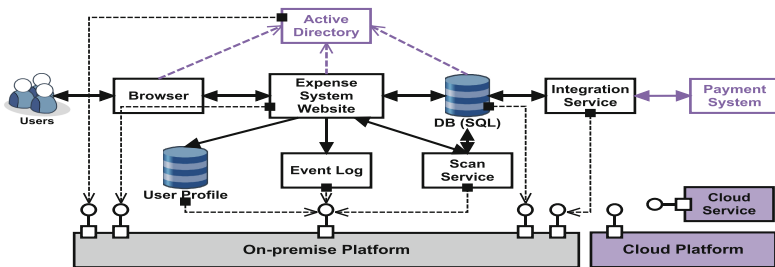 Active
Directory
Users
Browser
Expense
System
Website
DB (SQL)
Integration
Service
Payment
System
User Profile
Event Log
Scan
Service
Cloud
Service
On-premise Platform
Cloud Platform